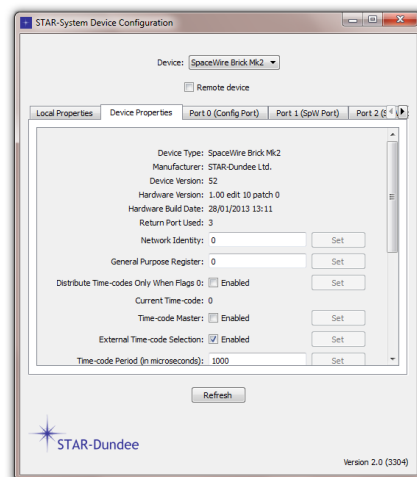 STAR-System Device Configuration
Device: SpaceWire Brick Mk2
Remote device
Local Properties Device Properties Port 0 (Config Port) Port 1 (SpW Port) Port 2
Device Type: SpaceWire Brick Mk2
Manufacturer: STAR-Dundee Ltd.
Device Version: 52
Hardware Version: 1.00 edit 10 patch 0
Hardware Build Date: 28/01/2013 13:11
Return Port Used: 3
Network Identity: 0 Set
General Purpose Register: 0 Set
Distribute Time-codes Only When Flags 0: Enabled Set
Current Time-code: 0
Time-code Master: Enabled Set
External Time-code Selection: Enabled Set
Time-code Period (in microseconds): 1000 Set
Refresh
STAR-Dundee
Version 2.0 (3304)